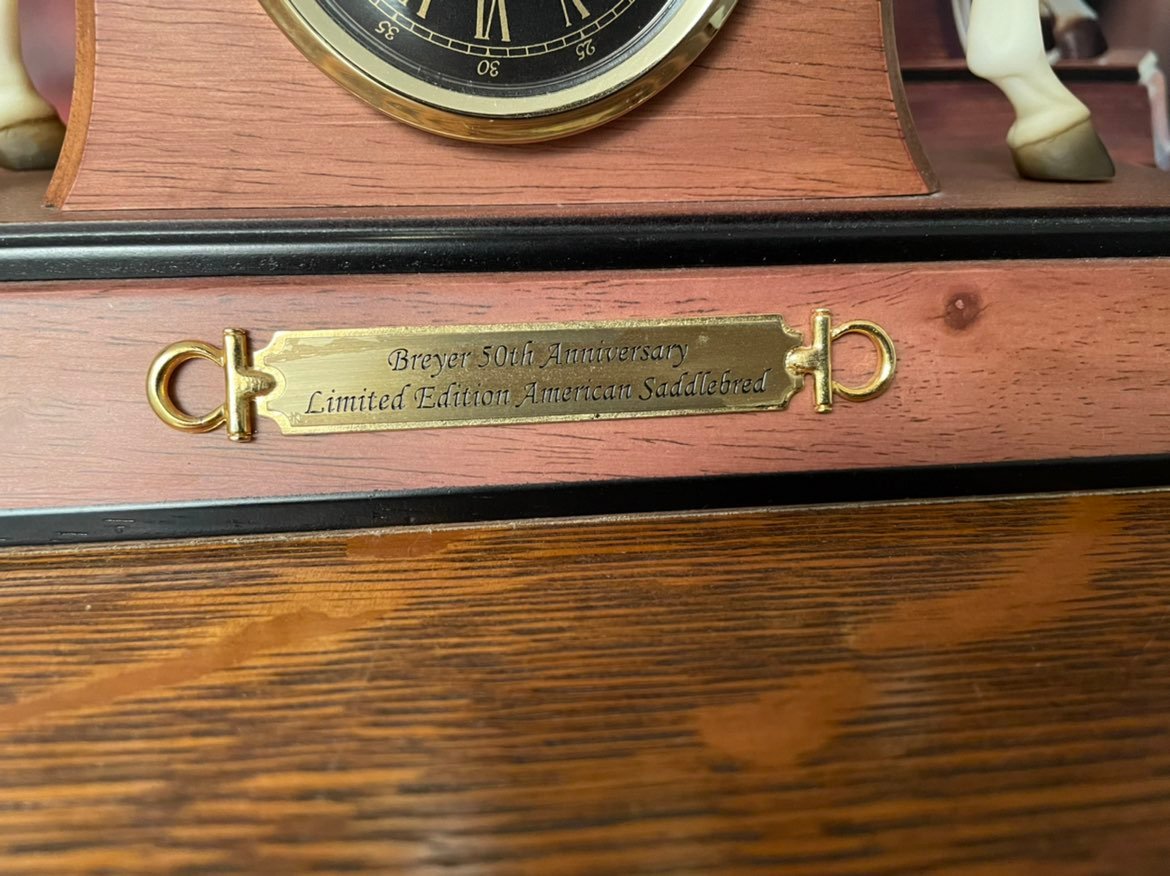 35 30 25
Breyer 50th Anniversary
Limited Edition American Saddlebred